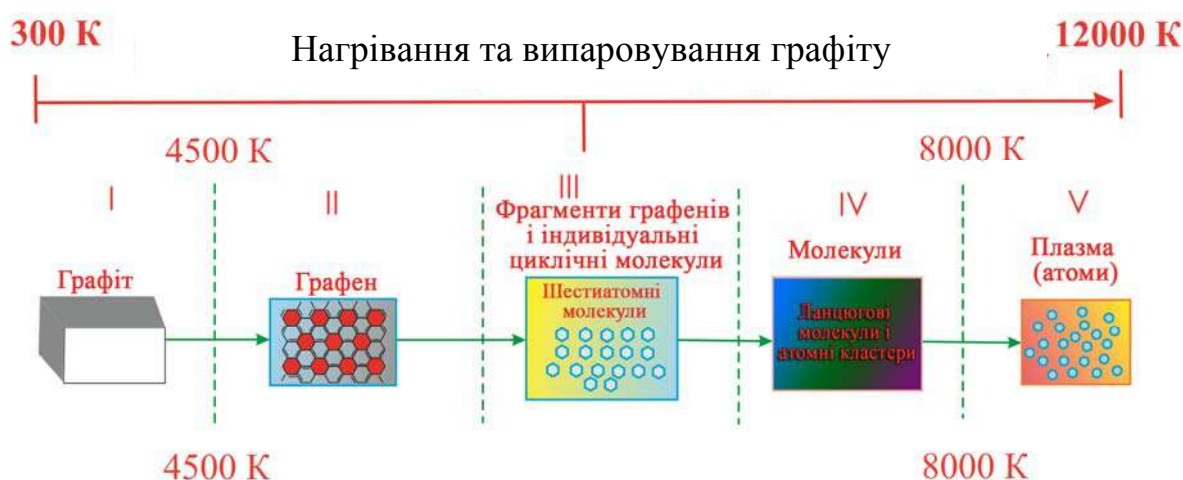 300 К
Нагрівання та випаровування графіту
12000 К
4500 К
8000 К
I
II
III
IV
V
Графіт
Графен
Фрагменти графенів
і індивідуальні
циклічні молекули
Молекули
Плазма
(атоми)
Шестиатомні
молекули
Ланцюгові
молекули і
атомні кластери
4500 К
8000 К